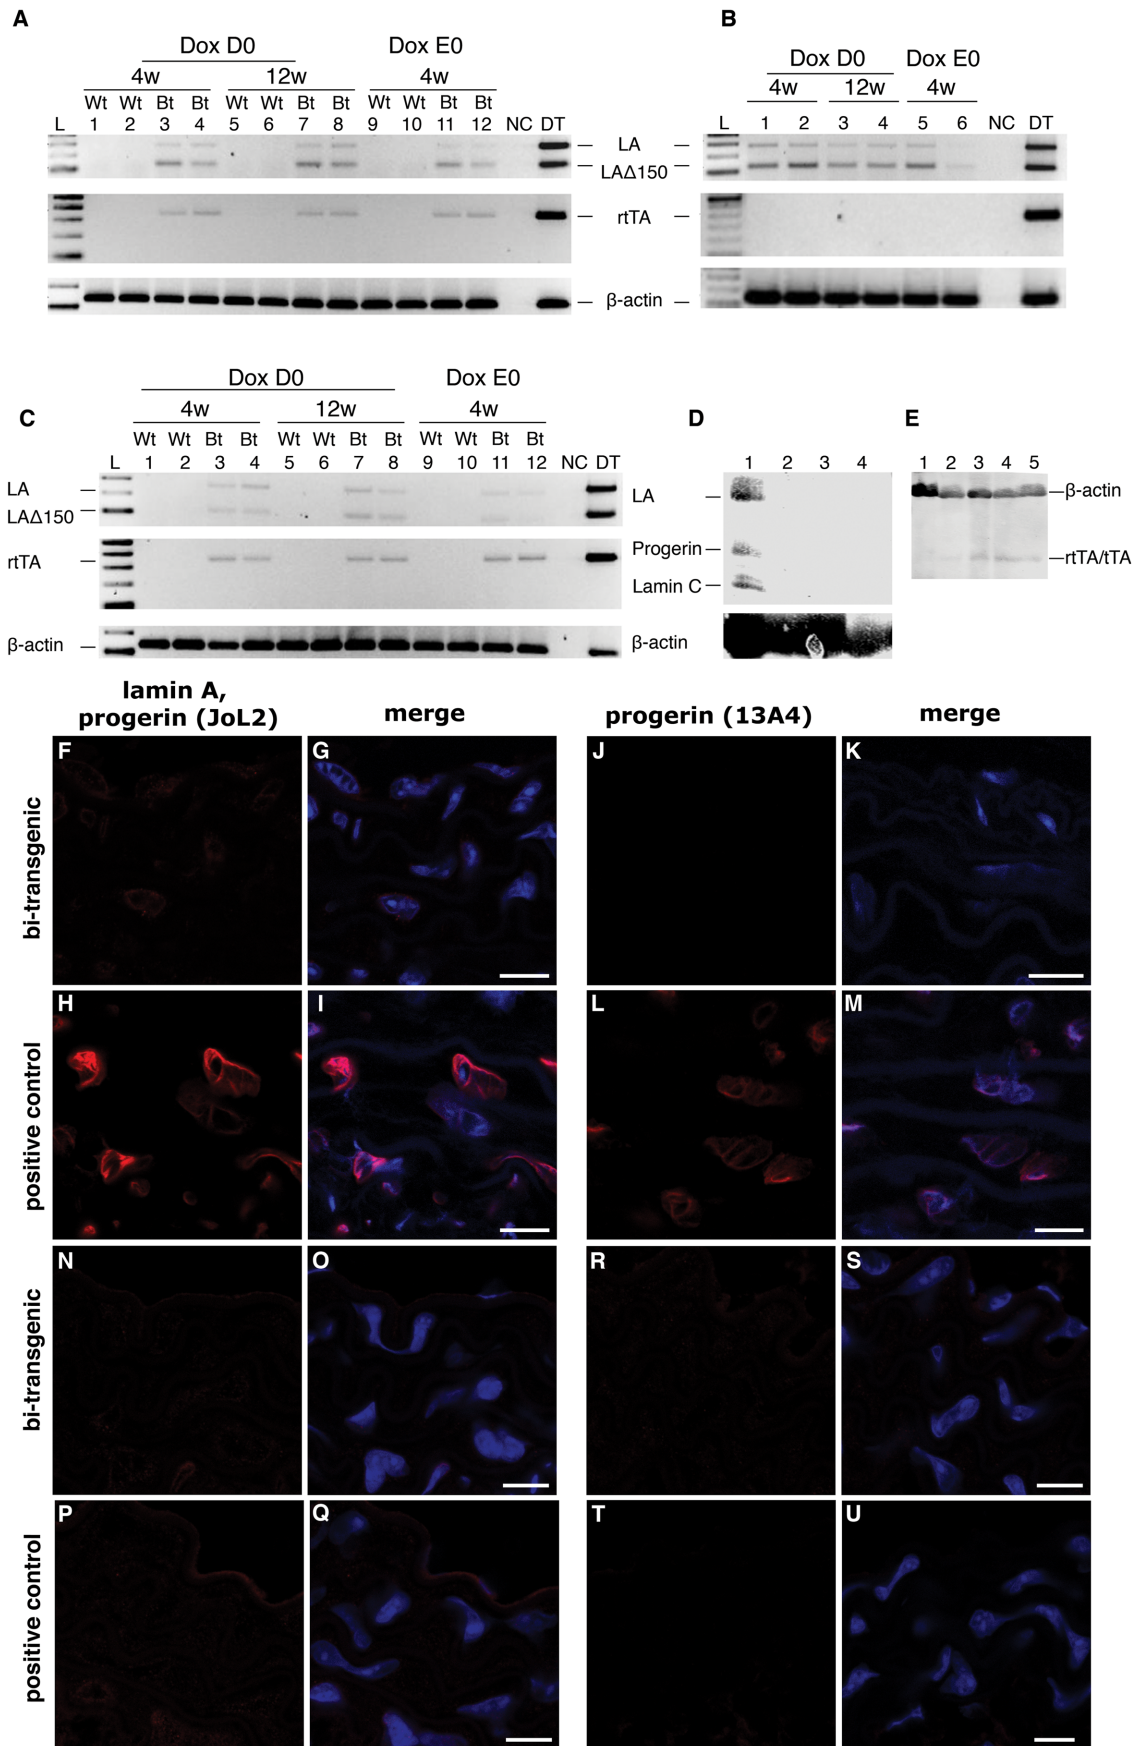 A
Dox D0 Dox E0
4w 12w 4w
Wt Wt Bt Bt Wt Wt Bt Bt Wt Wt Bt Bt
L 1 2 3 4 5 6 7 8 9 10 11 12 NC DT
B
Dox D0 Dox E0
4w 12w 4w
L 1 2 3 4 5 6 NC DT
LA
LAΔ150
rtTA
β-actin
C
Dox D0 Dox E0
4w 12w 4w
Wt Wt Bt Bt Wt Wt Bt Bt Wt Wt Bt Bt
L 1 2 3 4 5 6 7 8 9 10 11 12 NC DT
LA
LAΔ150
rtTA
β-actin
D
1 2 3 4
LA
Progerin
Lamin C
β-actin
E
1 2 3 4 5
β-actin
rtTA/tTA
lamin A,
progerin (JoL2) merge progerin (13A4) merge
bi-transgenic
F G J K
positive control
H I L M
bi-transgenic
N O R S
positive control
P Q T U